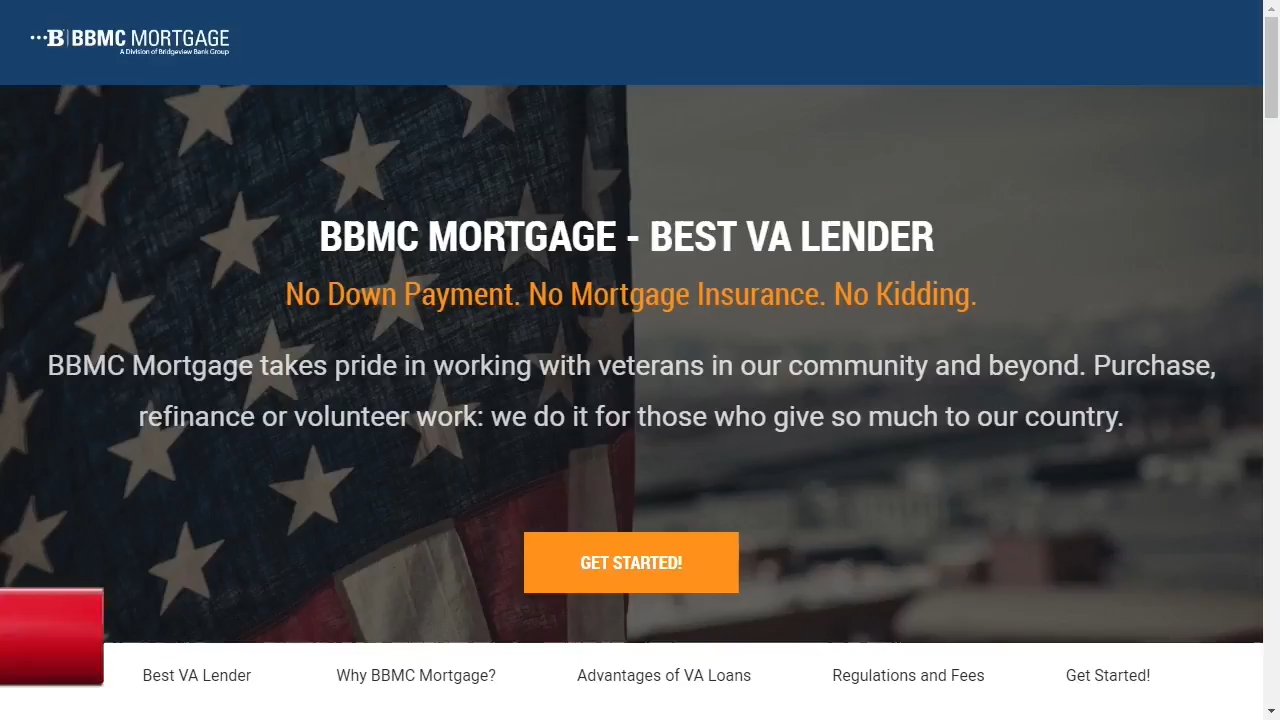 B BBMC MORTGAGE
A Division of Bridgeview Bank Group
BBMC MORTGAGE - BEST VA LENDER
No Down Payment. No Mortgage Insurance. No Kidding.
BBMC Mortgage takes pride in working with veterans in our community and beyond. Purchase,
refinance or volunteer work: we do it for those who give so much to our country.
GET STARTED!
Best VA Lender
Why BBMC Mortgage?
Advantages of VA Loans
Regulations and Fees
Get Started!